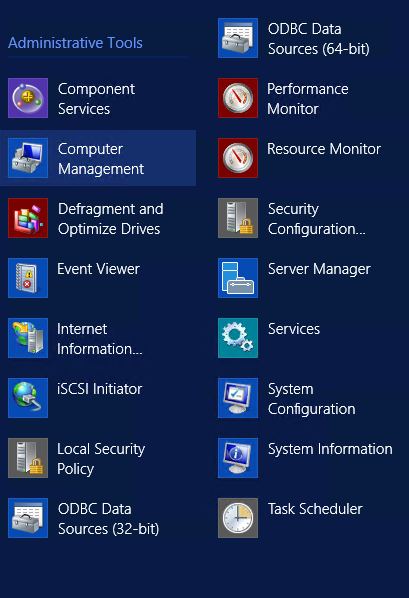 Administrative Tools
Component
Services
Computer
Management
Defragment and
Optimize Drives
Event Viewer
Internet
Information...
iSCSI Initiator
Local Security
Policy
ODBC Data
Sources (32-bit)
ODBC Data
Sources (64-bit)
Performance
Monitor
Resource Monitor
Security
Configuration...
Server Manager
Services
System
Configuration
System Information
Task Scheduler